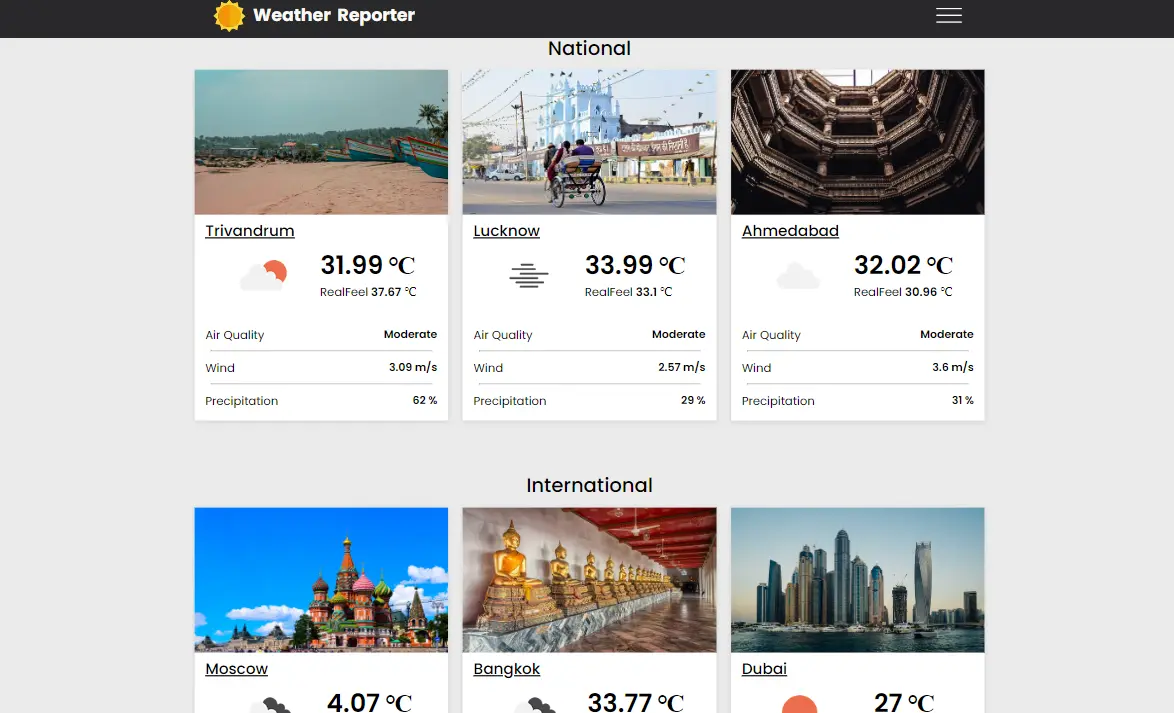 Weather Reporter
National
Trivandrum
31.99 °C
RealFeel 37.67 °C
Air Quality Moderate
Wind 3.09 m/s
Precipitation 62 %
Lucknow
33.99 °C
RealFeel 33.1 °C
Air Quality Moderate
Wind 2.57 m/s
Precipitation 29 %
Ahmedabad
32.02 °C
RealFeel 30.96 °C
Air Quality Moderate
Wind 3.6 m/s
Precipitation 31 %
International
Moscow
4.07 °C
Bangkok
33.77 °C
Dubai
27 °C